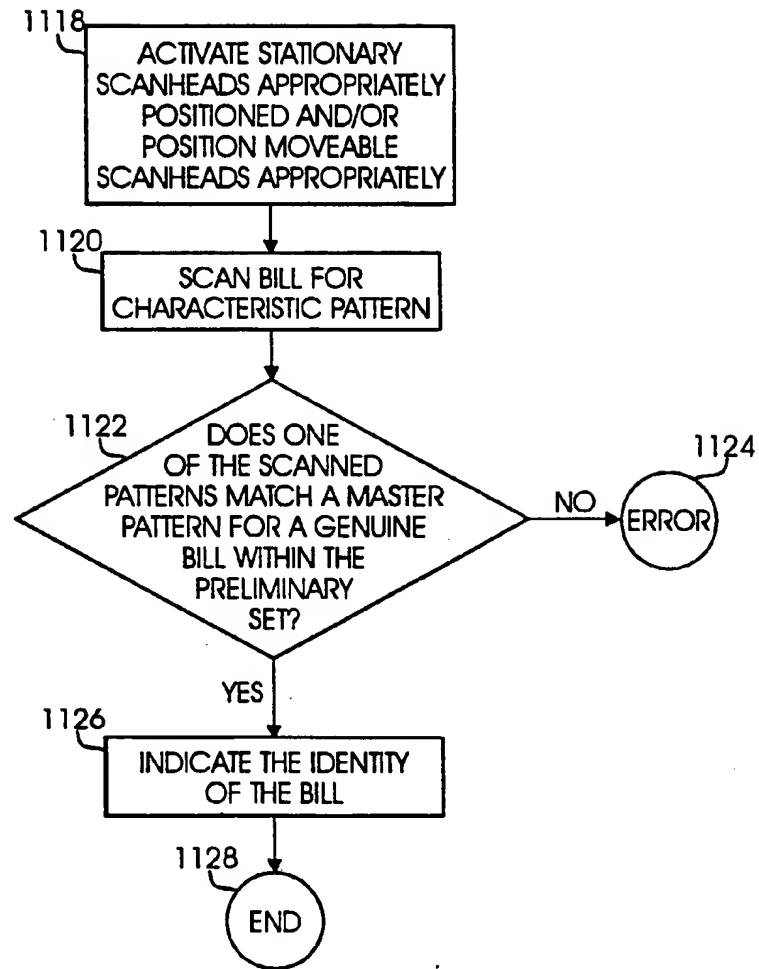 1118
ACTIVATE STATIONARY
SCANHEADS APPROPRIATELY
POSITIONED AND/OR
POSITION MOVEABLE
SCANHEADS APPROPRIATELY
1120
SCAN BILL FOR
CHARACTERISTIC PATTERN
1122
DOES ONE
OF THE SCANNED
PATTERNS MATCH A MASTER
PATTERN FOR A GENUINE
BILL WITHIN THE
PRELIMINARY
SET?
NO
1124
ERROR
YES
1126
INDICATE THE IDENTITY
OF THE BILL
1128
END